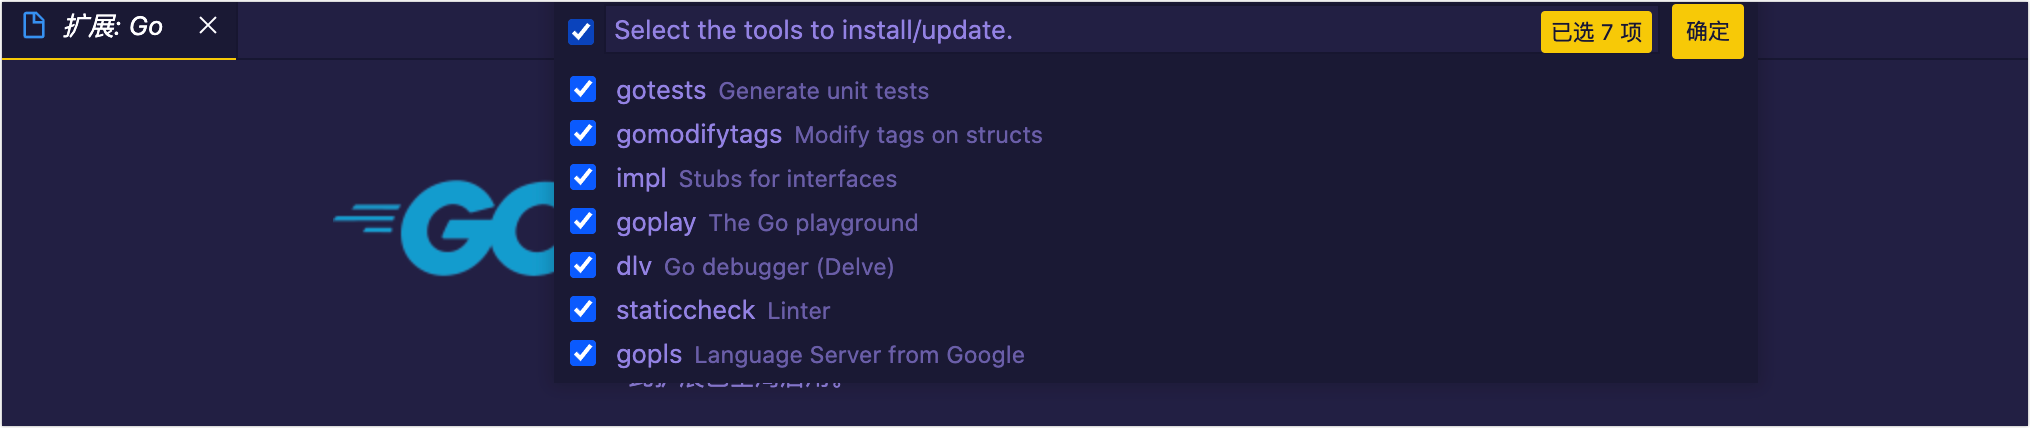 扩展: Go
Select the tools to install/update.
已选 7 项
确定
gotests Generate unit tests
gomodifytags Modify tags on structs
impl Stubs for interfaces
GO
goplay The Go playground
dlv Go debugger (Delve)
staticcheck Linter
gopls Language Server from Google